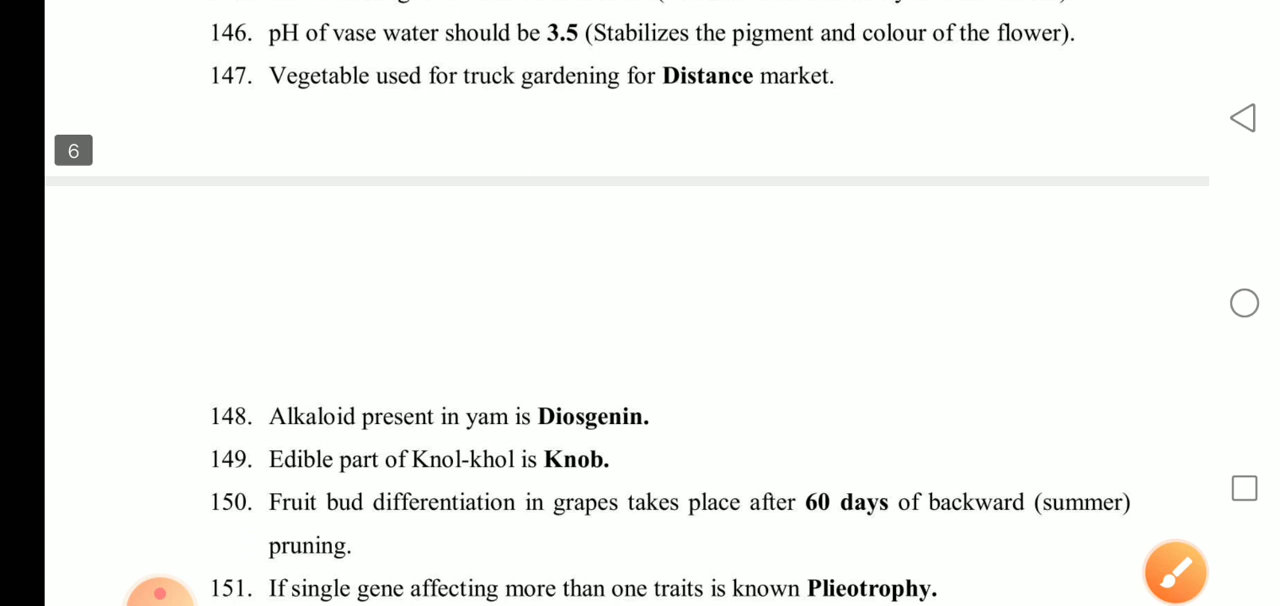 146. pH of vase water should be 3.5 (Stabilizes the pigment and colour of the flower).
147. Vegetable used for truck gardening for Distance market.
6
148. Alkaloid present in yam is Diosgenin.
149. Edible part of Knol-khol is Knob.
150. Fruit bud differentiation in grapes takes place after 60 days of backward (summer)
pruning.
151. If single gene affecting more than one traits is known Plieotrophy.